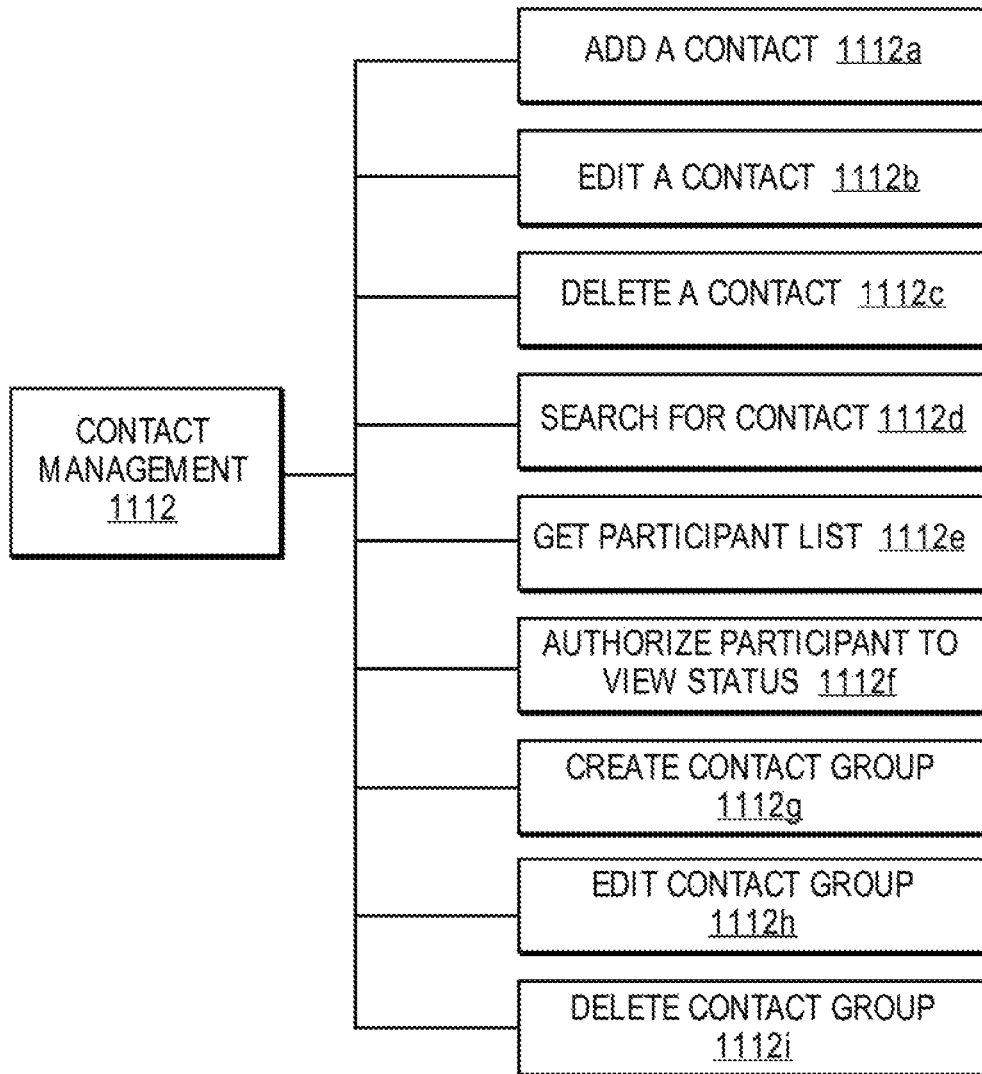 ADD A CONTACT 1112a
EDIT A CONTACT 1112b
DELETE A CONTACT 1112c
SEARCH FOR CONTACT 1112d
CONTACT
MANAGEMENT
1112
GET PARTICIPANT LIST 1112e
AUTHORIZE PARTICIPANT TO
VIEW STATUS 1112f
CREATE CONTACT GROUP
1112g
EDIT CONTACT GROUP
1112h
DELETE CONTACT GROUP
1112i